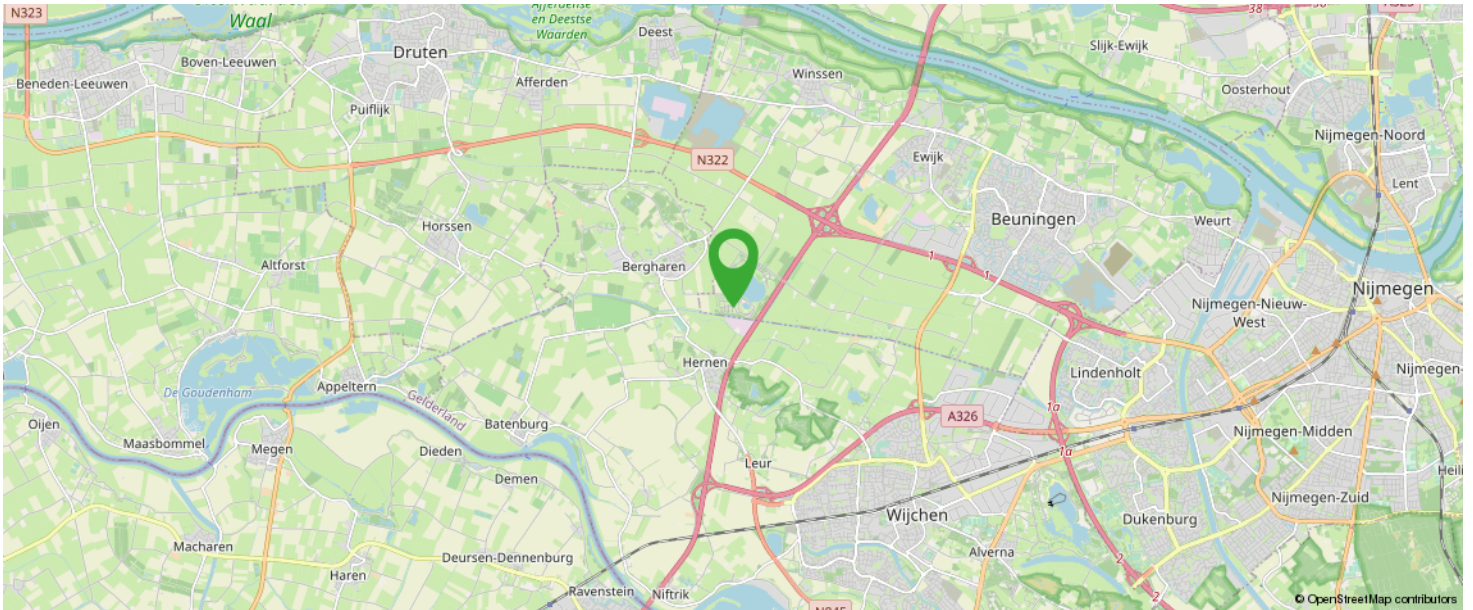 N323
Waal
Afferdense
en Deestse
Waarden
Deest
38
Druten
Boven-Leeuwen
Beneden-Leeuwen
Afferden
Puiflijk
Winssen
Slijk-Ewijk
Oosterhout
Nijmegen-Noord
Lent
N322
Ewijk
Beuningen
Weurt
Horssen
Altforst
Bergharen
1
1
Nijmegen
Nijmegen-Nieuw-
West
Hernen
Lindenholt
Nijmegen-
De Goudenham
Appeltern
Gelderland
Oijen
Maasbommel
Megen
Batenburg
Dieden
Demen
1a
A326
1a
Nijmegen-Midden
Leur
Nijmegen-Zuid
Wijchen
Dukenburg
Macharen
Haren
Deursen-Dennenburg
Alverna
2
2
Ravenstein
Niftrik
© OpenStreetMap contributors